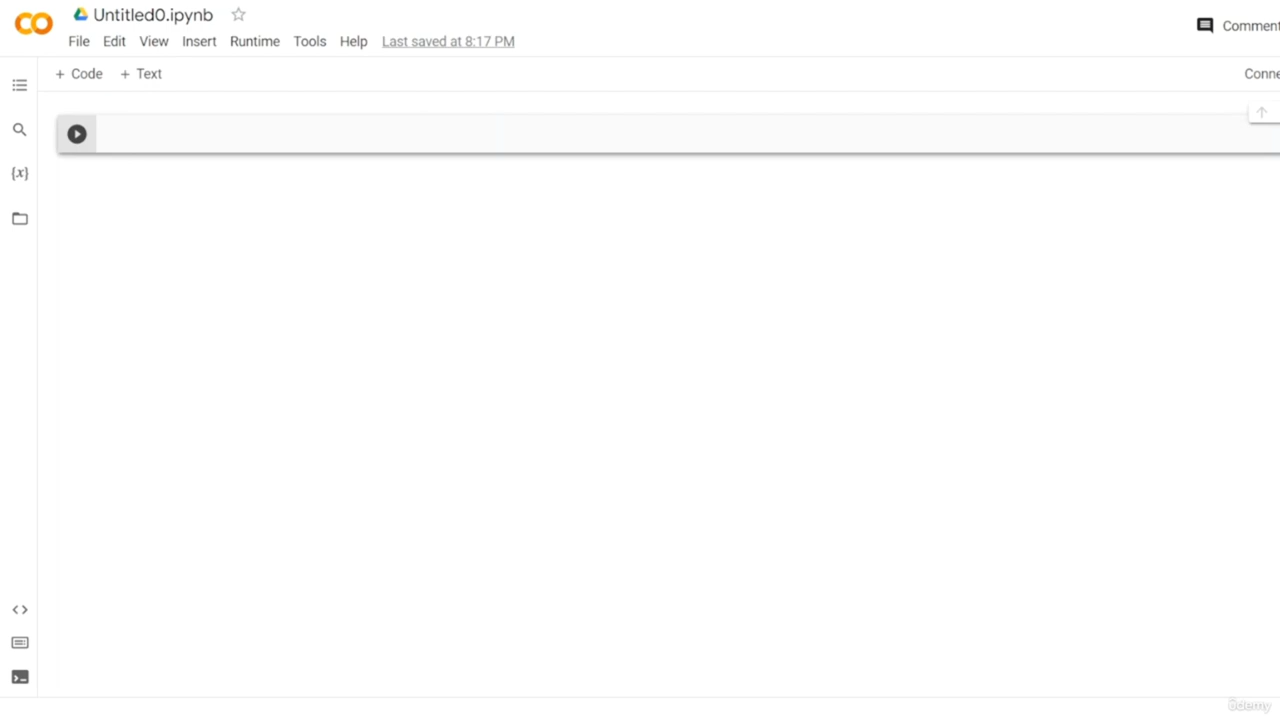 Untitled0.ipynb
Comment
File Edit View Insert Runtime Tools Help Last saved at 8:17 PM
+ Code + Text
Conne
{x}
ûdemy